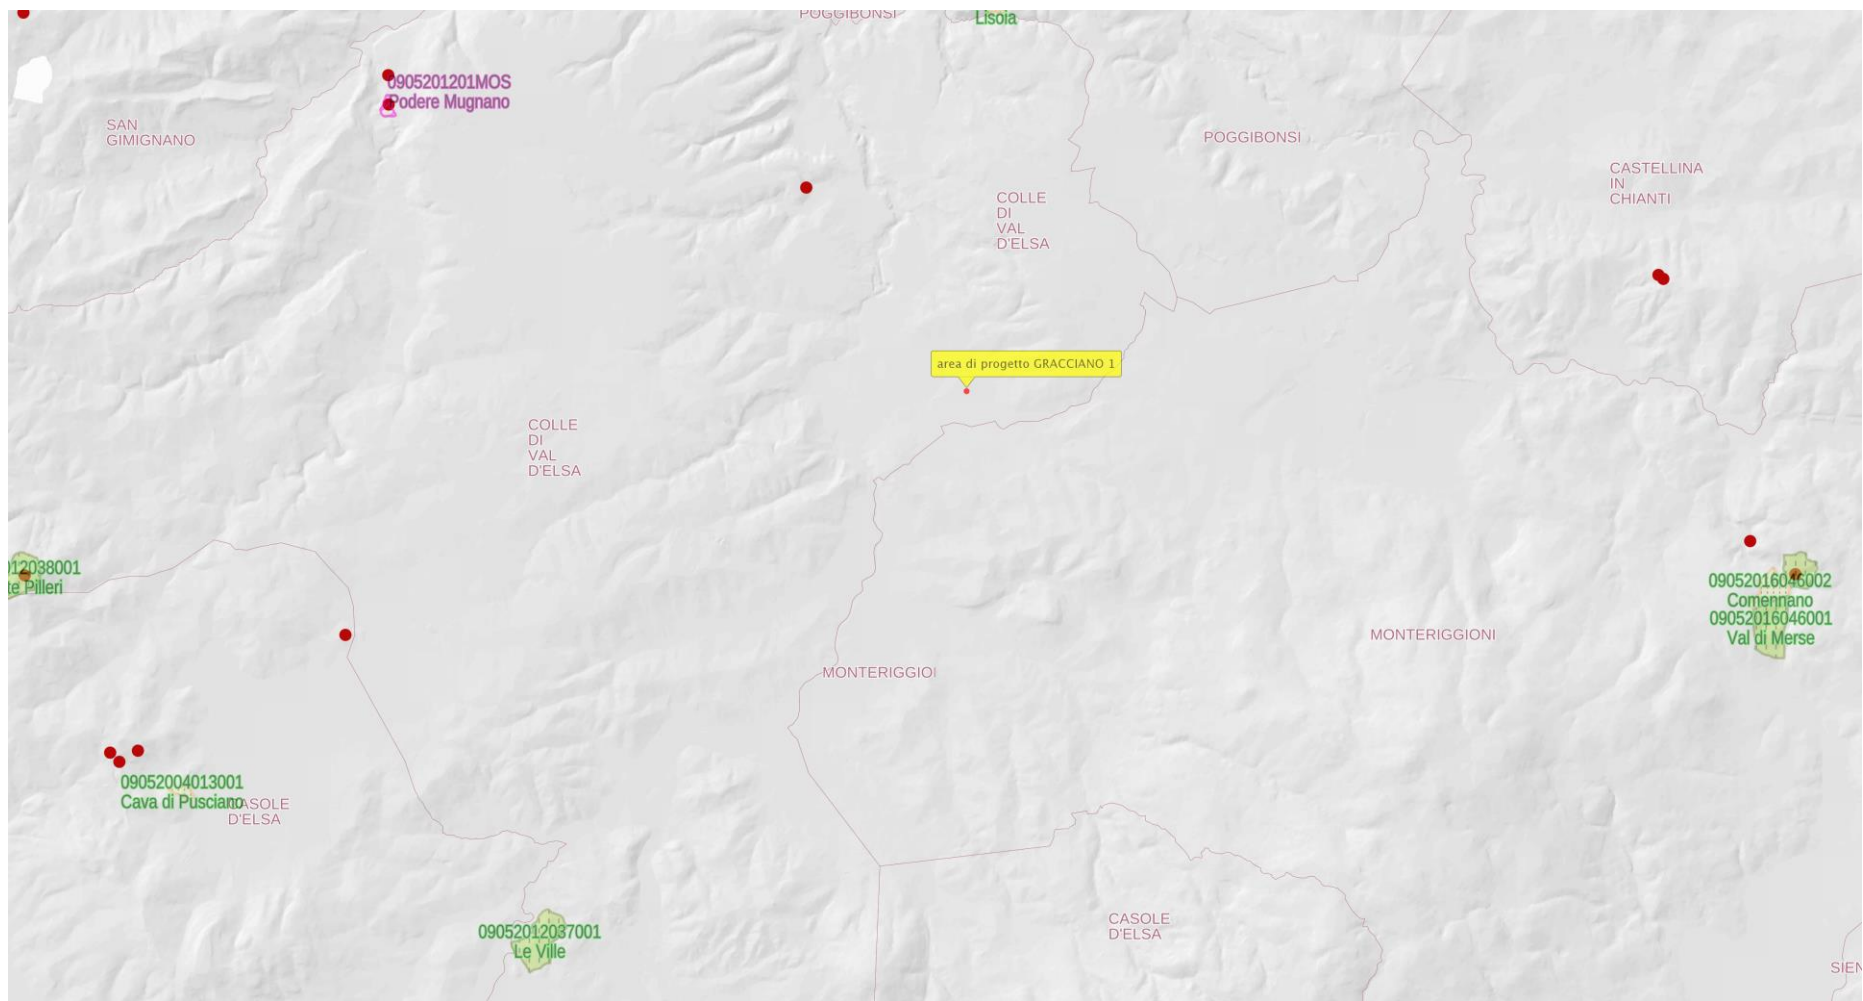 POGGIBONSI
Lisoia
0905201201MOS
Podere Mugnano
SAN
GIMIGNANO
POGGIBONSI
CASTELLINA
IN
CHIANTI
COLLE
DI
VAL
D'ELSA
area di progetto GRACCIANO 1
COLLE
DI
VAL
D'ELSA
012038001
te Pilleri
09052016046002
Comennano
09052016046001
Val di Merse
MONTERIGGIONI
MONTERIGGIO
09052004013001
Cava di Pusciano
CASOLE
D'ELSA
09052012037001
Le Ville
CASOLE
D'ELSA
SIEN